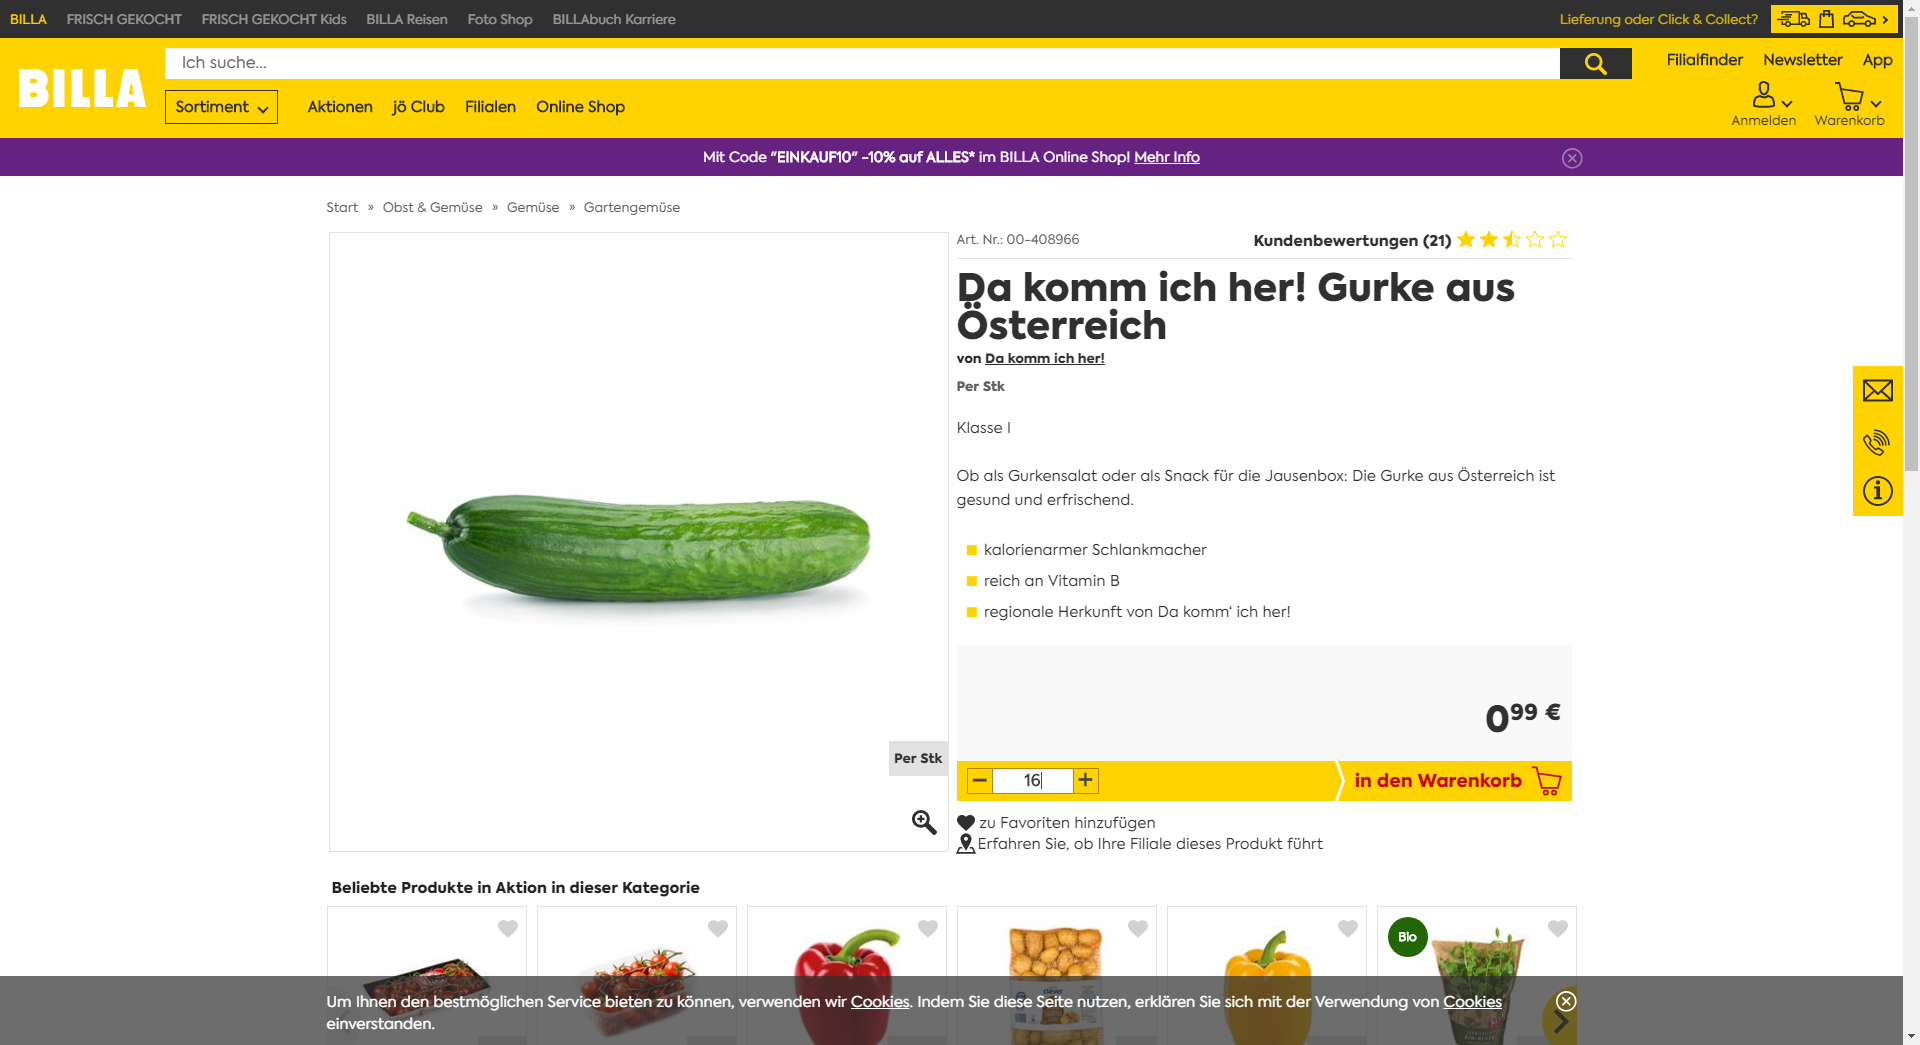 BILLA FRISCH GEKOCHT FRISCH GEKOCHT Kids BILLA Reisen Foto Shop BILLAbuch Karriere Lieferung oder Click & Collect?
Ich suche...
Filialfinder Newsletter App
BILLA
Sortiment Aktionen jö Club Filialen Online Shop
Anmelden Warenkorb
Mit Code "EINKAUF10" -10% auf ALLES* im BILLA Online Shop! Mehr Info
Start » Obst & Gemüse » Gemüse » Gartengemüse
Art. Nr.: 00-408966 Kundenbewertungen (21)
Da komm ich her! Gurke aus
Österreich
von Da komm ich her!
Per Stk
Klasse I
Ob als Gurkensalat oder als Snack für die Jausenbox: Die Gurke aus Österreich ist
gesund und erfrischend.
kalorienarmer Schlankmacher
reich an Vitamin B
regionale Herkunft von Da komm‘ ich her!
0 99 €
Per Stk
16 in den Warenkorb
zu Favoriten hinzufügen
Erfahren Sie, ob Ihre Filiale dieses Produkt führt
Beliebte Produkte in Aktion in dieser Kategorie
Bio
clever
Um Ihnen den bestmöglichen Service bieten zu können, verwenden wir Cookies. Indem Sie diese Seite nutzen, erklären Sie sich mit der Verwendung von Cookies
einverstanden.